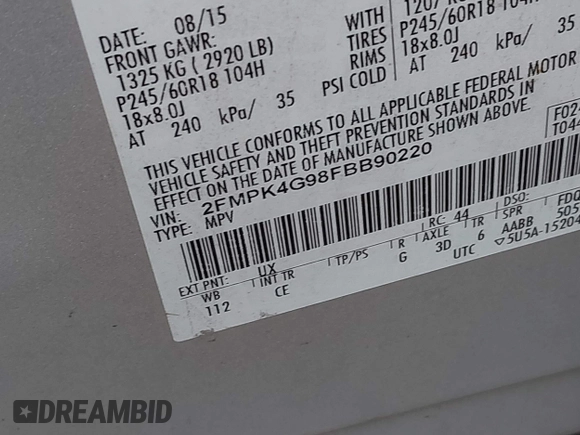 DATE: 08/15
FRONT GAWR:
1325 KG ( 2920 LB)
P245/60R18 104H
18x8.0J
AT 240 kPa/ 35
WITH
TIRES P245/60R18 104H
RIMS 18x8.0J
PSI COLD AT 240 kPa/ 35
THIS VEHICLE CONFORMS TO ALL APPLICABLE FEDERAL MOTOR
VEHICLE SAFETY AND THEFT PREVENTION STANDARDS IN
EFFECT ON THE DATE OF MANUFACTURE SHOWN ABOVE.
VIN: 2FMPK4G98FBB90220
TYPE: MPV
EXT PNT: UX RC: 44 DSO:
WB INT TR TP/PS R AXLE TR SPR
112 CE G 3D 6 AABB
UTC ▽5U5A-15204
DREAMBID